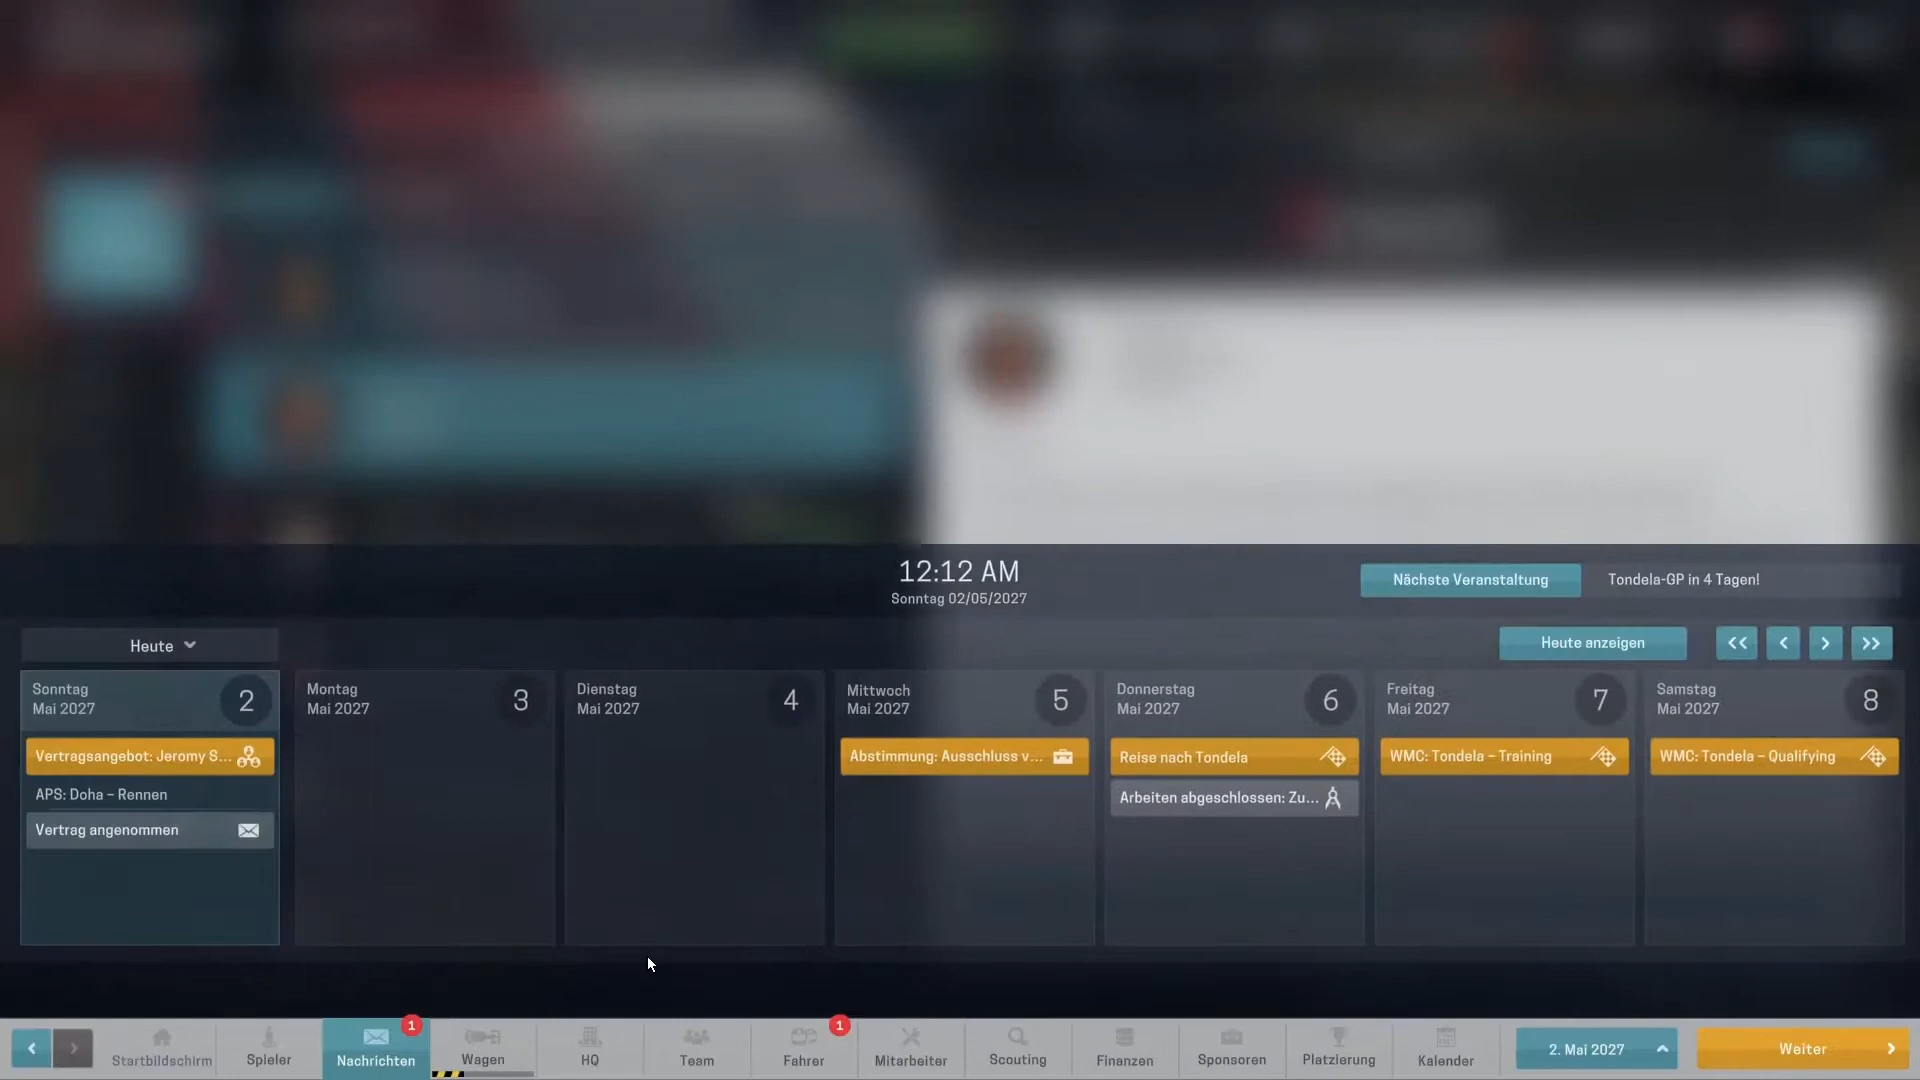 12:12 AM
Sonntag 02/05/2027
Nächste Veranstaltung
Tondela-GP in 4 Tagen!
Heute
Heute anzeigen
Sonntag
Mai 2027
2
Vertragsangebot: Jeromy S...
APS: Doha – Rennen
Vertrag angenommen
Montag
Mai 2027
3
Dienstag
Mai 2027
4
Mittwoch
Mai 2027
5
Abstimmung: Ausschluss v...
Donnerstag
Mai 2027
6
Reise nach Tondela
Arbeiten abgeschlossen: Zu...
Freitag
Mai 2027
7
WMC: Tondela – Training
Samstag
Mai 2027
8
WMC: Tondela – Qualifying
Startbildschirm
Spieler
1
Nachrichten
Wagen
HQ
Team
1
Fahrer
Mitarbeiter
Scouting
Finanzen
Sponsoren
Platzierung
Kalender
2. Mai 2027
Weiter